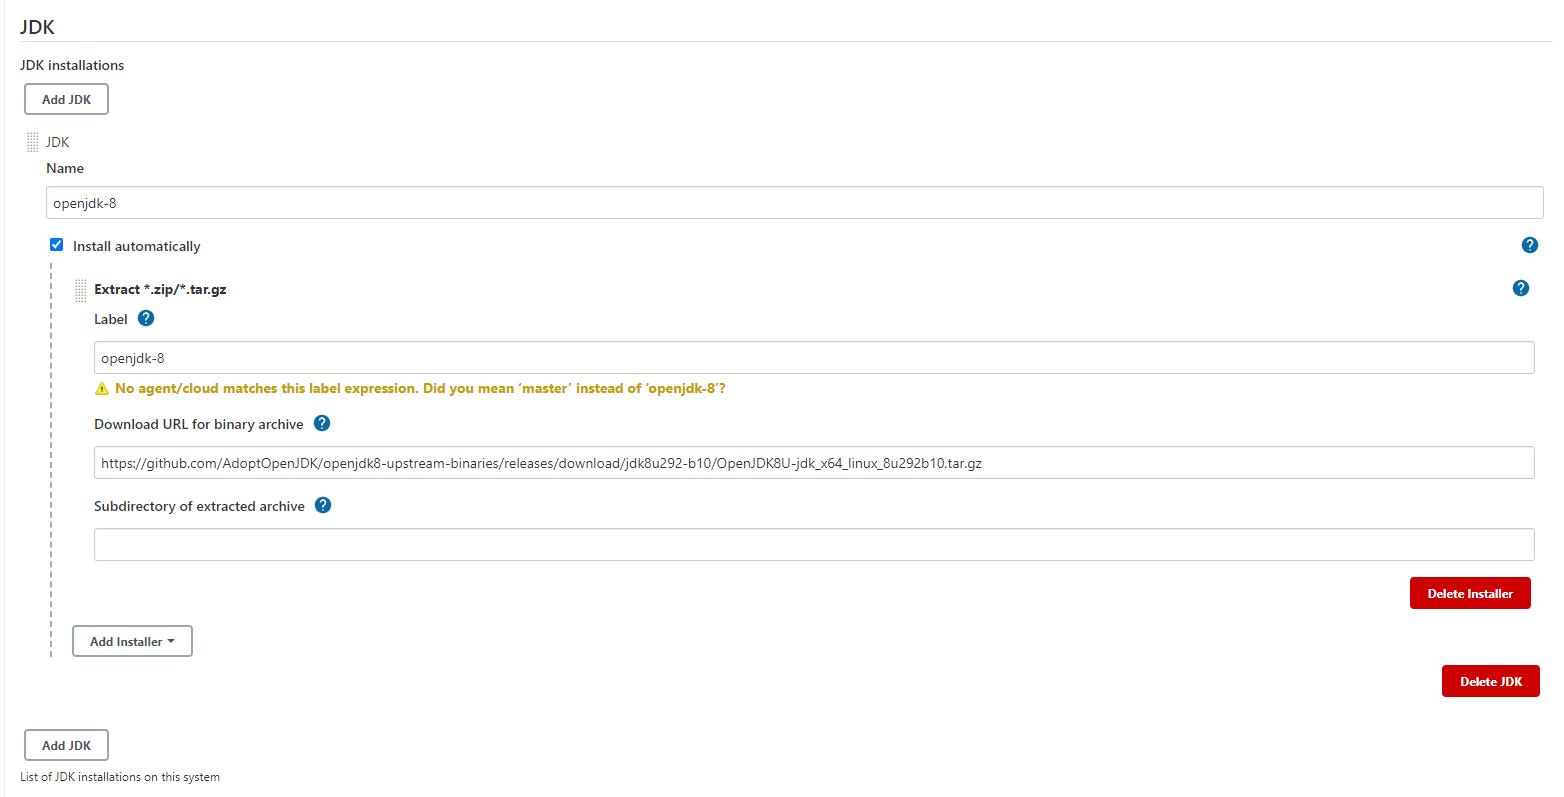 JDK
JDK installations
Add JDK
JDK
Name
openjdk-8
Install automatically
?
Extract *.zip/*.tar.gz
?
Label ?
openjdk-8
No agent/cloud matches this label expression. Did you mean ‘master’ instead of ‘openjdk-8’?
Download URL for binary archive ?
https://github.com/AdoptOpenJDK/openjdk8-upstream-binaries/releases/download/jdk8u292-b10/OpenJDK8U-jdk_x64_linux_8u292b10.tar.gz
Subdirectory of extracted archive ?
Delete Installer
Add Installer
Delete JDK
Add JDK
List of JDK installations on this system